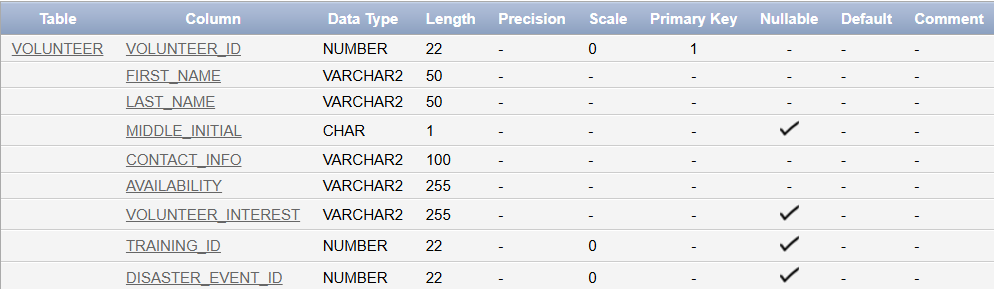 Table Column Data Type Length Precision Scale Primary Key Nullable Default Comment
VOLUNTEER VOLUNTEER_ID NUMBER 22 - 0 1 - - -
FIRST_NAME VARCHAR2 50 - - - - - -
LAST_NAME VARCHAR2 50 - - - - - -
MIDDLE_INITIAL CHAR 1 - - - ✓ - -
CONTACT_INFO VARCHAR2 100 - - - - - -
AVAILABILITY VARCHAR2 255 - - - - - -
VOLUNTEER_INTEREST VARCHAR2 255 - - - ✓ - -
TRAINING_ID NUMBER 22 - 0 - ✓ - -
DISASTER_EVENT_ID NUMBER 22 - 0 - ✓ - -